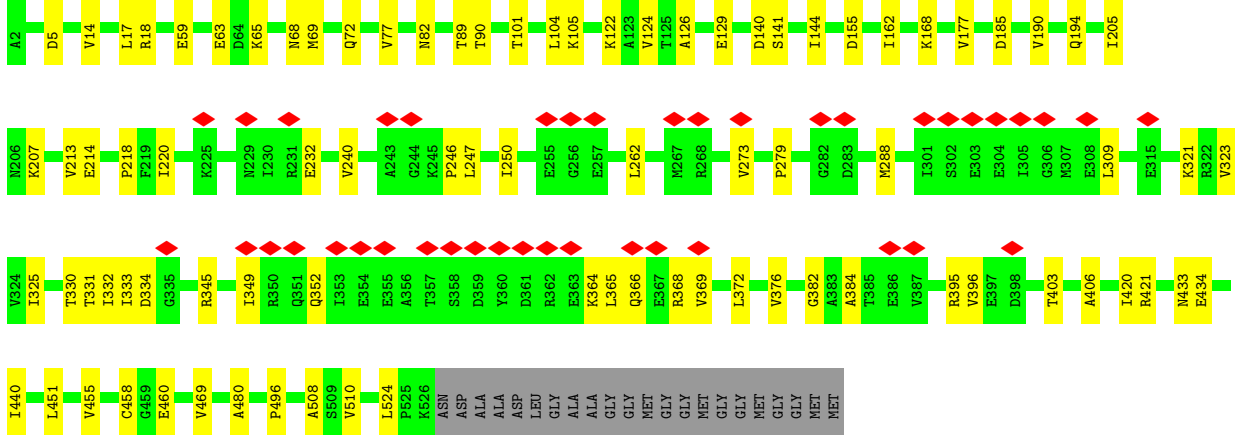 A2 D5 V14 L17 R18 E59 E63 D64 K65 N68 M69 Q72 V77 N82 T89 T90 T101 L104 K105 K122 A123 V124 T125 A126 E129 D140 S141 I144 D155 I162 K168 V177 D185 V190 Q194 I205
N206 K207 V213 E214 P218 F219 I220 K225 N229 I230 R231 E232 V240 A243 G244 K245 P246 L247 I250 E255 G256 E257 L262 M267 R268 V273 P279 G282 D283 M288 I301 S302 E303 E304 I305 G306 M307 E308 L309 E315 K321 R322 V323
V324 I325 T330 T331 I332 I333 D334 G335 R345 I349 R350 Q351 Q352 I353 E354 E355 A356 T357 S358 D359 Y360 D361 R362 E363 K364 L365 Q366 E367 R368 V369 L372 V376 G382 A383 A384 T385 E386 V387 R395 V396 E397 D398 T403 A406 I420 R421 N433 E434
I440 L451 V455 C458 G459 E460 V469 A480 P496 A508 S509 V510 L524 P525 K526 ASN ASP ALA ALA ASP LEU GLY ALA ALA GLY GLY MET GLY GLY MET GLY GLY MET GLY GLY MET MET